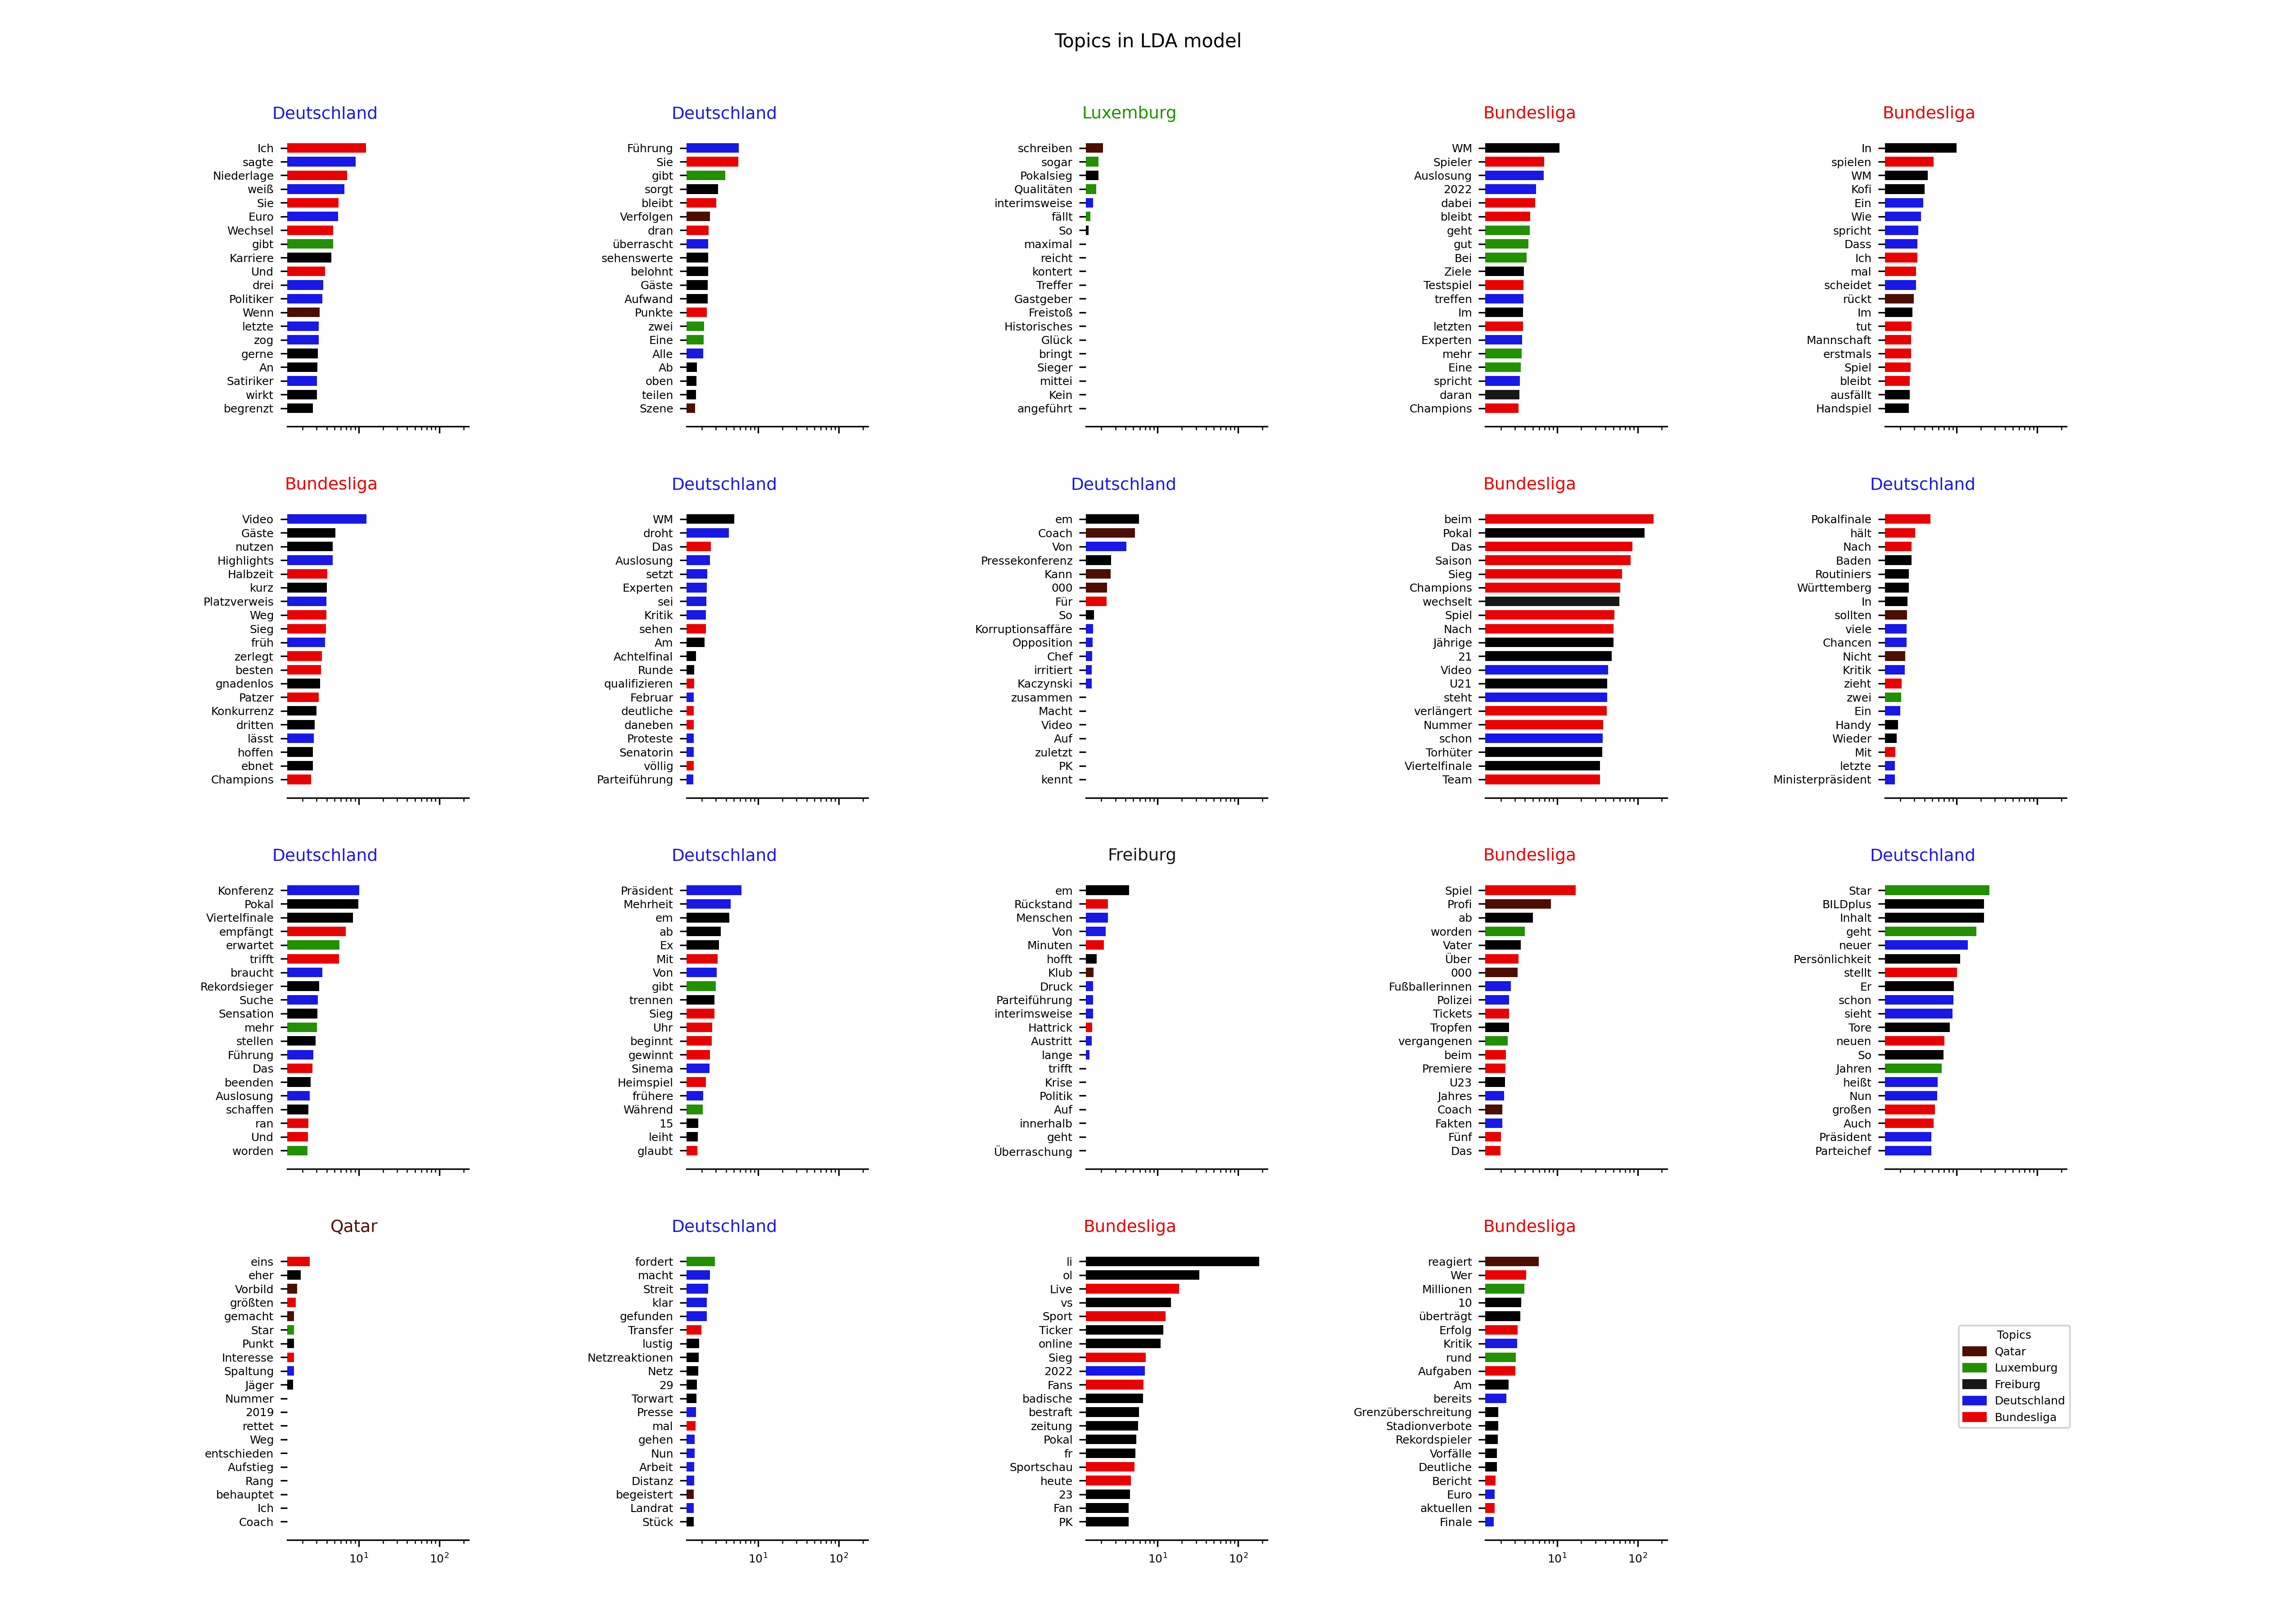 Topics in LDA model
Deutschland
Ich
sagte
Niederlage
weiß
Sie
Euro
Wechsel
gibt
Karriere
Und
drei
Politiker
Wenn
letzte
zog
gerne
An
Satiriker
wirkt
begrenzt
Deutschland
Führung
Sie
gibt
sorgt
bleibt
Verfolgen
dran
überrascht
sehenswerte
belohnt
Gäste
Aufwand
Punkte
zwei
Eine
Alle
Ab
oben
teilen
Szene
Luxemburg
schreiben
sogar
Pokalsieg
Qualitäten
interimsweise
fällt
So
maximal
reicht
kontert
Treffer
Gastgeber
Freistoß
Historisches
Glück
bringt
Sieger
mittei
Kein
angeführt
Bundesliga
WM
Spieler
Auslosung
2022
dabei
bleibt
geht
gut
Bei
Ziele
Testspiel
treffen
Im
letzten
Experten
mehr
Eine
spricht
daran
Champions
Bundesliga
In
spielen
WM
Kofi
Ein
Wie
spricht
Dass
Ich
mal
scheidet
rückt
Im
tut
Mannschaft
erstmals
Spiel
bleibt
ausfällt
Handspiel
Bundesliga
Video
Gäste
nutzen
Highlights
Halbzeit
kurz
Platzverweis
Weg
Sieg
früh
zerlegt
besten
gnadenlos
Patzer
Konkurrenz
dritten
lässt
hoffen
ebnet
Champions
Deutschland
WM
droht
Das
Auslosung
setzt
Experten
sei
Kritik
sehen
Am
Achtelfinal
Runde
qualifizieren
Februar
deutliche
daneben
Proteste
Senatorin
völlig
Parteiführung
Deutschland
em
Coach
Von
Pressekonferenz
Kann
000
Für
So
Korruptionsaffäre
Opposition
Chef
irritiert
Kaczynski
zusammen
Macht
Video
Auf
zuletzt
PK
kennt
Bundesliga
beim
Pokal
Das
Saison
Sieg
Champions
wechselt
Spiel
Nach
Jährige
21
Video
U21
steht
verlängert
Nummer
schon
Torhüter
Viertelfinale
Team
Deutschland
Pokalfinale
hält
Nach
Baden
Routiniers
Württemberg
In
sollten
viele
Chancen
Nicht
Kritik
zieht
zwei
Ein
Handy
Wieder
Mit
letzte
Ministerpräsident
Deutschland
Konferenz
Pokal
Viertelfinale
empfängt
erwartet
trifft
braucht
Rekordsieger
Suche
Sensation
mehr
stellen
Führung
Das
beenden
Auslosung
schaffen
ran
Und
worden
Deutschland
Präsident
Mehrheit
em
ab
Ex
Mit
Von
gibt
trennen
Sieg
Uhr
beginnt
gewinnt
Sinema
Heimspiel
frühere
Während
15
leiht
glaubt
Freiburg
em
Rückstand
Menschen
Von
Minuten
hofft
Klub
Druck
Parteiführung
interimsweise
Hattrick
Austritt
lange
trifft
Krise
Politik
Auf
innerhalb
geht
Überraschung
Bundesliga
Spiel
Profi
ab
worden
Vater
Über
000
Fußballerinnen
Polizei
Tickets
Tropfen
vergangenen
beim
Premiere
U23
Jahres
Coach
Fakten
Fünf
Das
Deutschland
Star
BILDplus
Inhalt
geht
neuer
Persönlichkeit
stellt
Er
schon
sieht
Tore
neuen
So
Jahren
heißt
Nun
großen
Auch
Präsident
Parteichef
Qatar
eins
eher
Vorbild
größten
gemacht
Star
Punkt
Interesse
Spaltung
Jäger
Nummer
2019
rettet
Weg
entschieden
Aufstieg
Rang
behauptet
Ich
Coach
10¹ 10²
Deutschland
fordert
macht
Streit
klar
gefunden
Transfer
lustig
Netzreaktionen
Netz
29
Torwart
Presse
mal
gehen
Nun
Arbeit
Distanz
begeistert
Landrat
Stück
10¹ 10²
Bundesliga
li
ol
Live
vs
Sport
Ticker
online
Sieg
2022
Fans
badische
bestraft
zeitung
Pokal
fr
Sportschau
heute
23
Fan
PK
10¹ 10²
Bundesliga
reagiert
Wer
Millionen
10
überträgt
Erfolg
Kritik
rund
Aufgaben
Am
bereits
Grenzüberschreitung
Stadionverbote
Rekordspieler
Vorfälle
Deutliche
Bericht
Euro
aktuellen
Finale
10¹ 10²
Topics
Qatar
Luxemburg
Freiburg
Deutschland
Bundesliga